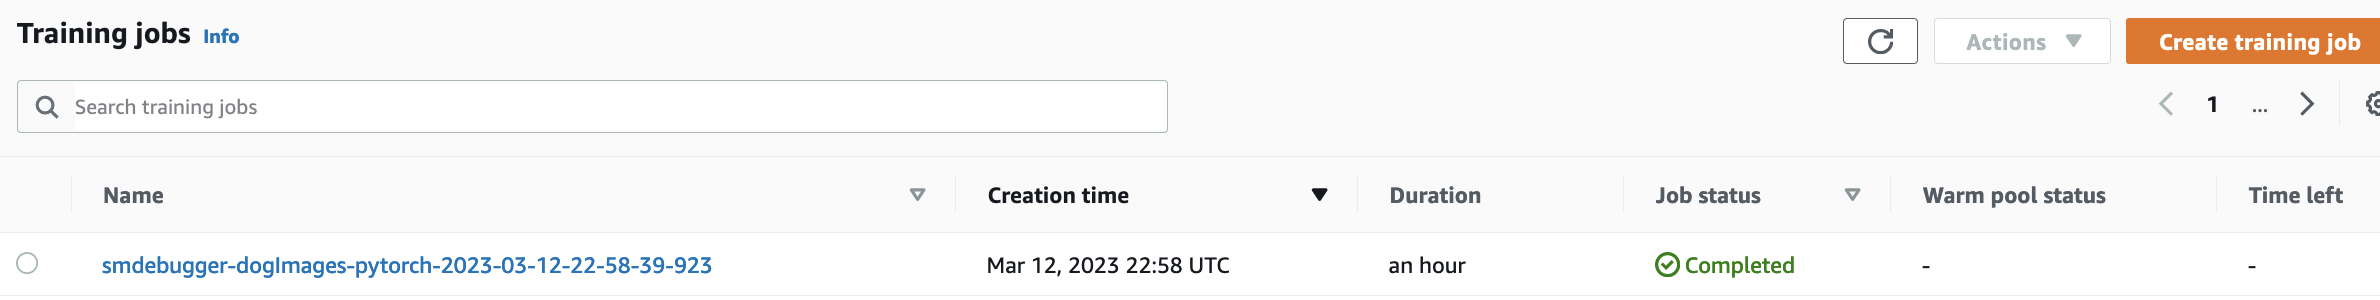 Training jobs Info
Actions Create training job
Search training jobs
1 ...
Name Creation time Duration Job status Warm pool status Time left
smdebugger-dogImages-pytorch-2023-03-12-22-58-39-923 Mar 12, 2023 22:58 UTC an hour Completed - -